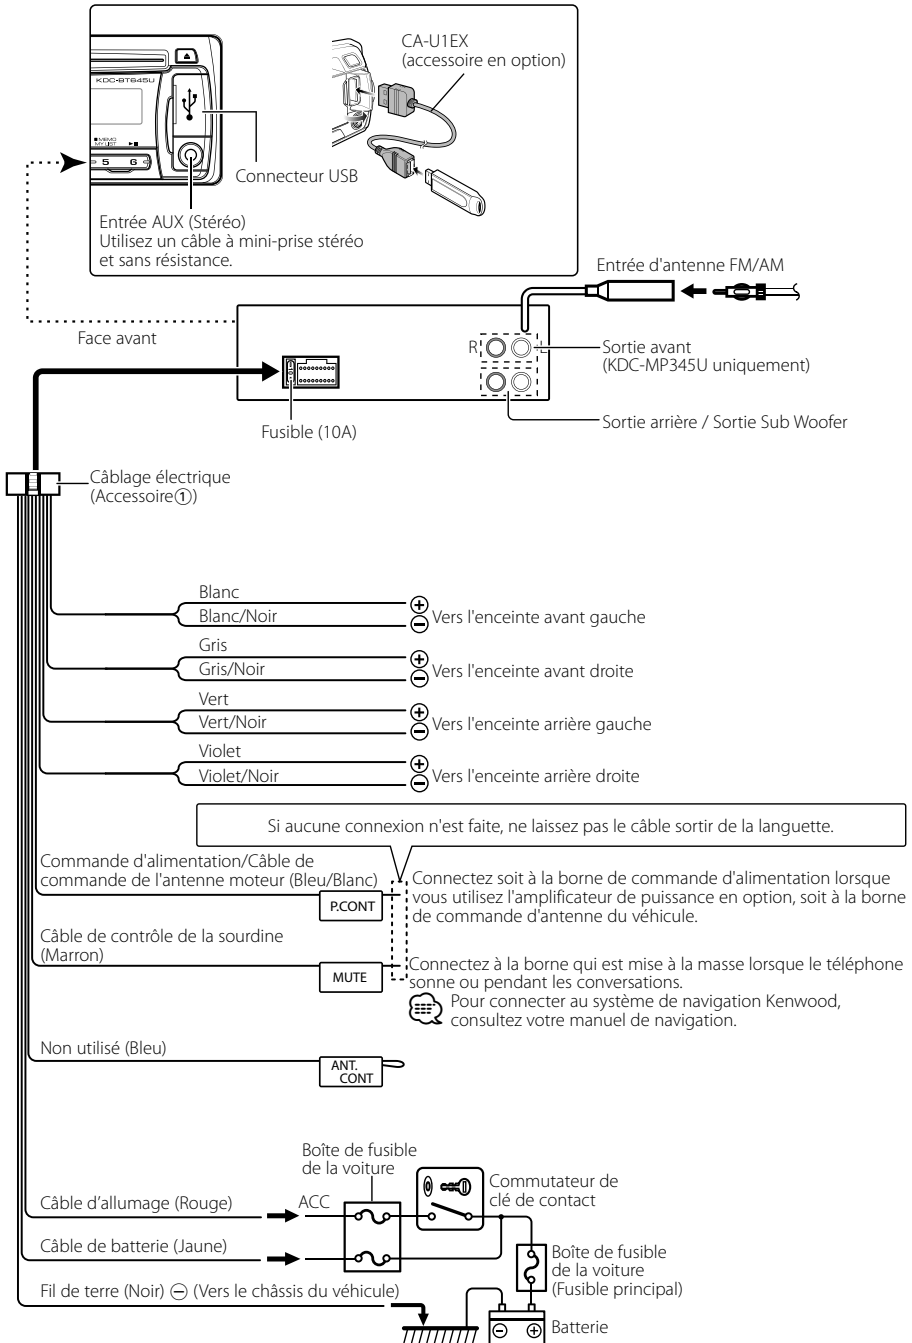 CA-U1EX
(accessoire en option)
KDC-BT645U
■MEMO
MY LIST
5 6
Connecteur USB
Entrée AUX (Stéréo)
Utilisez un câble à mini-prise stéréo
et sans résistance.
Entrée d'antenne FM/AM
Face avant
R
L
Sortie avant
(KDC-MP345U uniquement)
Sortie arrière / Sortie Sub Woofer
Fusible (10A)
Câblage électrique
(Accessoire①)
Blanc
Blanc/Noir
⊕
⊖
Vers l'enceinte avant gauche
Gris
Gris/Noir
⊕
⊖
Vers l'enceinte avant droite
Vert
Vert/Noir
⊕
⊖
Vers l'enceinte arrière gauche
Violet
Violet/Noir
⊕
⊖
Vers l'enceinte arrière droite
Si aucune connexion n'est faite, ne laissez pas le câble sortir de la languette.
Commande d'alimentation/Câble de
commande de l'antenne moteur (Bleu/Blanc)
P.CONT
Connectez soit à la borne de commande d'alimentation lorsque
vous utilisez l'amplificateur de puissance en option, soit à la borne
de commande d'antenne du véhicule.
Câble de contrôle de la sourdine
(Marron)
MUTE
Connectez à la borne qui est mise à la masse lorsque le téléphone
sonne ou pendant les conversations.
Pour connecter au système de navigation Kenwood,
consultez votre manuel de navigation.
Non utilisé (Bleu)
ANT.
CONT
Boîte de fusible
de la voiture
Commutateur de
clé de contact
Câble d'allumage (Rouge)
ACC
Câble de batterie (Jaune)
Boîte de fusible
de la voiture
(Fusible principal)
Fil de terre (Noir) ⊖ (Vers le châssis du véhicule)
⊖ ⊕
Batterie